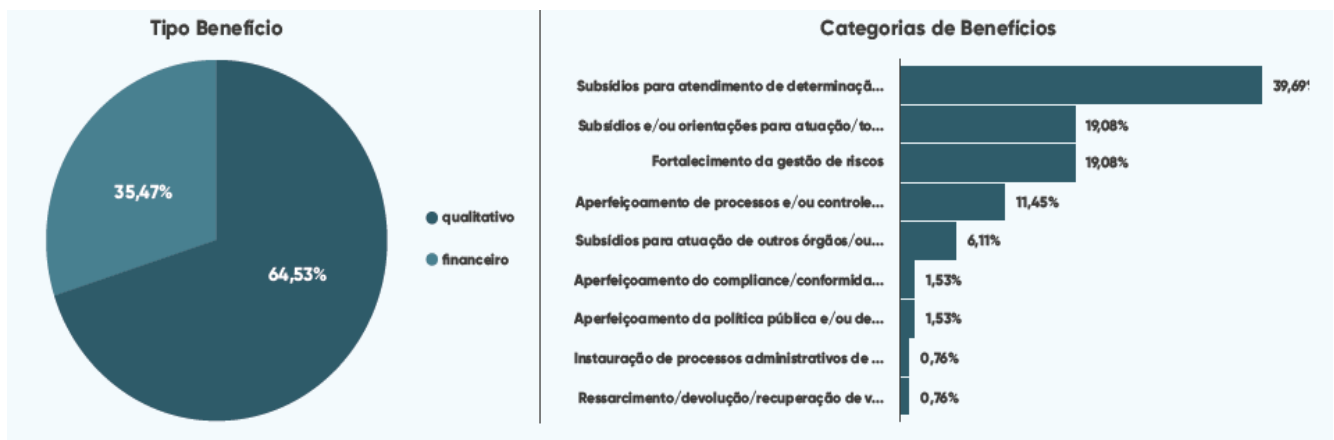 Tipo Benefício
35,47%
64,53%
qualitativo
financeiro
Categorias de Benefícios
Subsídios para atendimento de determinaçã... 39,69%
Subsídios e/ou orientações para atuação/to... 19,08%
Fortalecimento da gestão de riscos 19,08%
Aperfeiçoamento de processos e/ou controle... 11,45%
Subsídios para atuação de outros órgãos/ou... 6,11%
Aperfeiçoamento do compliance/conformida... 1,53%
Aperfeiçoamento da política pública e/ou de... 1,53%
Instauração de processos administrativos de ... 0,76%
Ressarcimento/devolução/recuperação de v... 0,76%